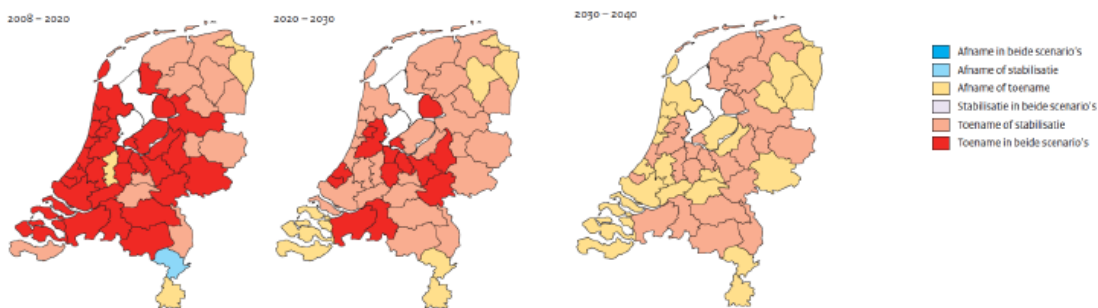 2008 – 2020
2020 – 2030
2030 – 2040
Afname in beide scenario's
Afname of stabilisatie
Afname of toename
Stabilisatie in beide scenario's
Toename of stabilisatie
Toename in beide scenario's